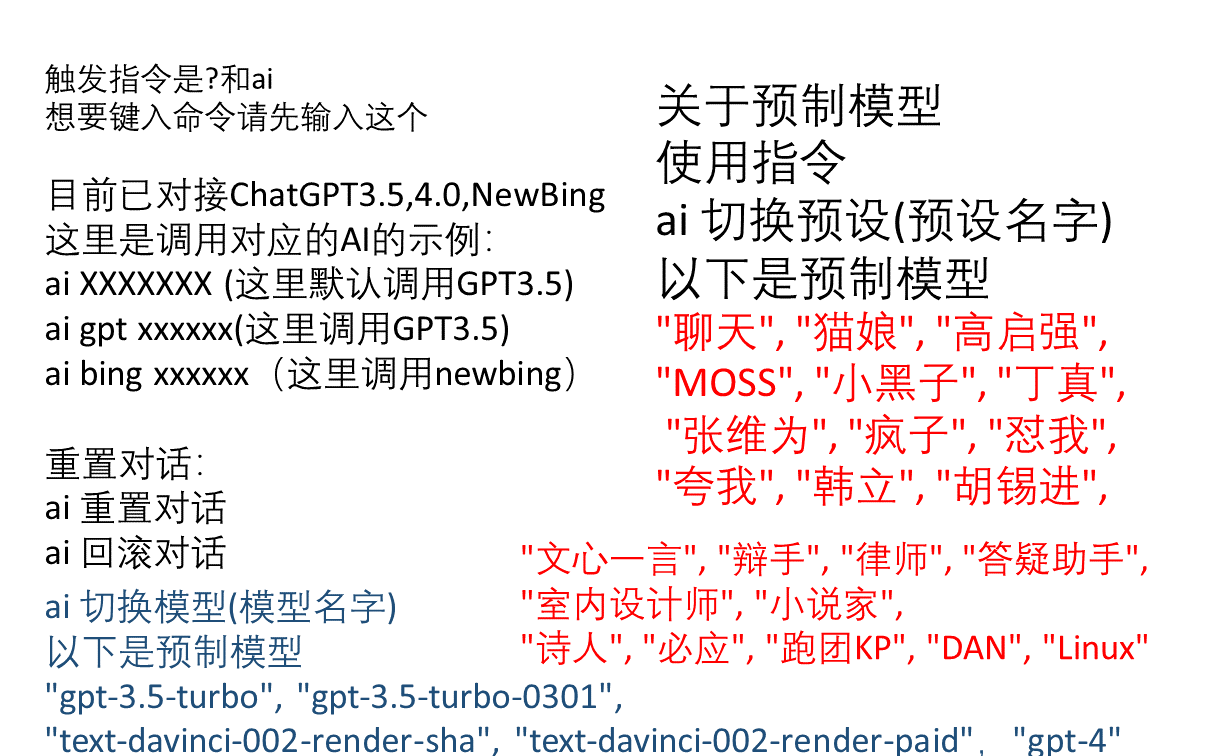 触发指令是?和ai
想要键入命令请先输入这个
目前已对接ChatGPT3.5,4.0,NewBing
这里是调用对应的AI的示例：
ai XXXXXXX (这里默认调用GPT3.5)
ai gpt xxxxxx(这里调用GPT3.5)
ai bing xxxxxx（这里调用newbing）
重置对话：
ai 重置对话
ai 回滚对话
ai 切换模型(模型名字)
以下是预制模型
"gpt-3.5-turbo", "gpt-3.5-turbo-0301",
"text-davinci-002-render-sha", "text-davinci-002-render-paid", "gpt-4"
关于预制模型
使用指令
ai 切换预设(预设名字)
以下是预制模型
"聊天", "猫娘", "高启强",
"MOSS", "小黑子", "丁真",
"张维为", "疯子", "怼我",
"夸我", "韩立", "胡锡进",
"文心一言", "辩手", "律师", "答疑助手",
"室内设计师", "小说家",
"诗人", "必应", "跑团KP", "DAN", "Linux"